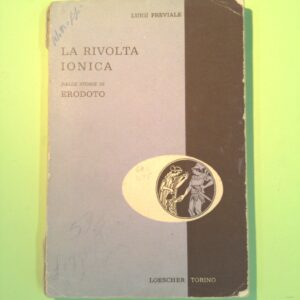 LUIGI PREVIALE
LA RIVOLTA
IONICA
DALLE STORIE DI
ERODOTO
LOESCHER TORINO